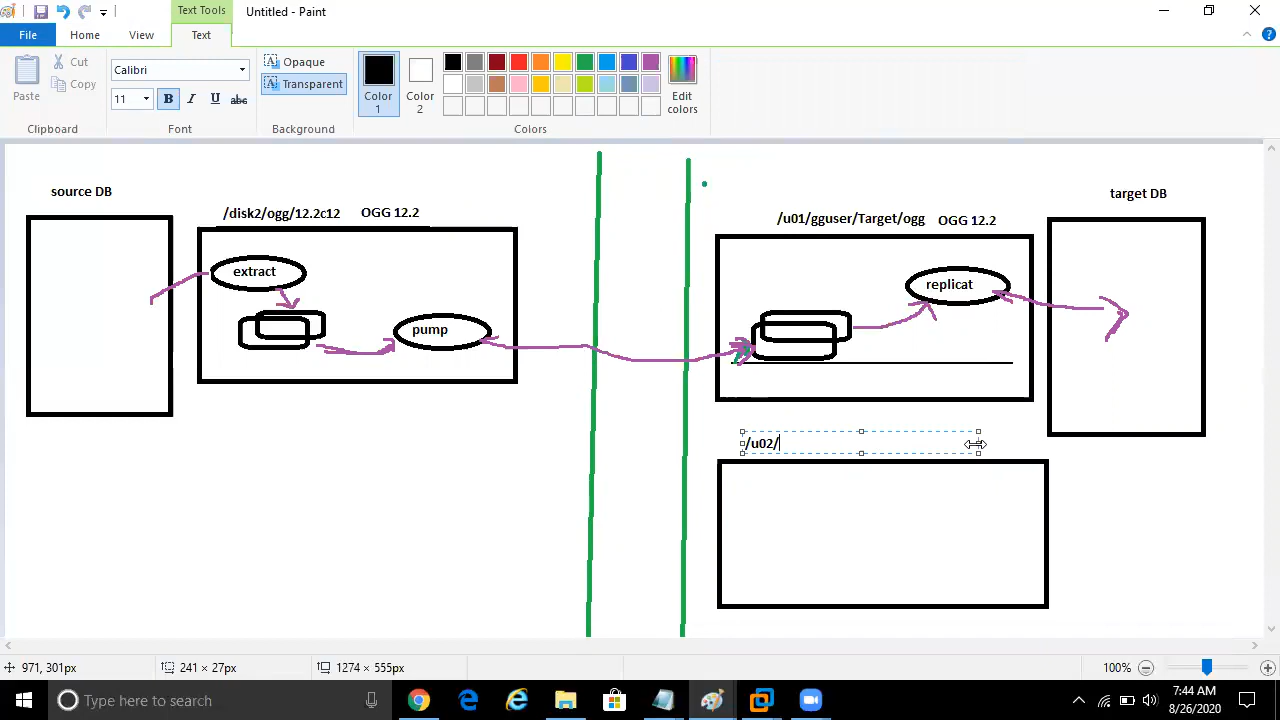 Text Tools
Untitled - Paint
File
Home
View
Text
Paste
Cut
Copy
Clipboard
Calibri
11
B I U abc
Font
Opaque
Transparent
Background
Color 1
Color 2
Edit colors
Colors
source DB
/disk2/ogg/12.2c12 OGG 12.2
extract
pump
/u01/gguser/Target/ogg OGG 12.2
replicat
target DB
/u02/
971, 301px
241 × 27px
1274 × 555px
100%
Type here to search
7:44 AM
8/26/2020